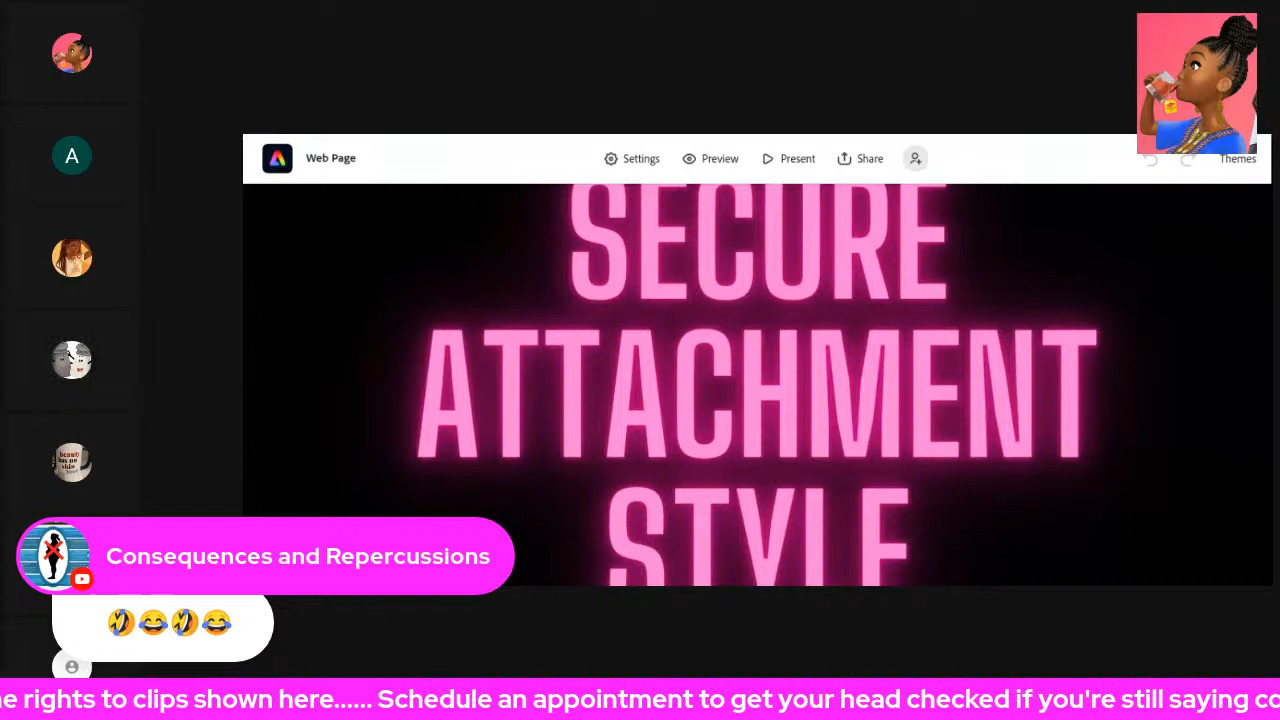 A
Web Page
Settings
Preview
Present
Share
Themes
SECURE
ATTACHMENT
STYLE
Consequences and Repercussions
🤣😂🤣😂
rights to clips shown here...... Schedule an appointment to get your head checked if you're still saying